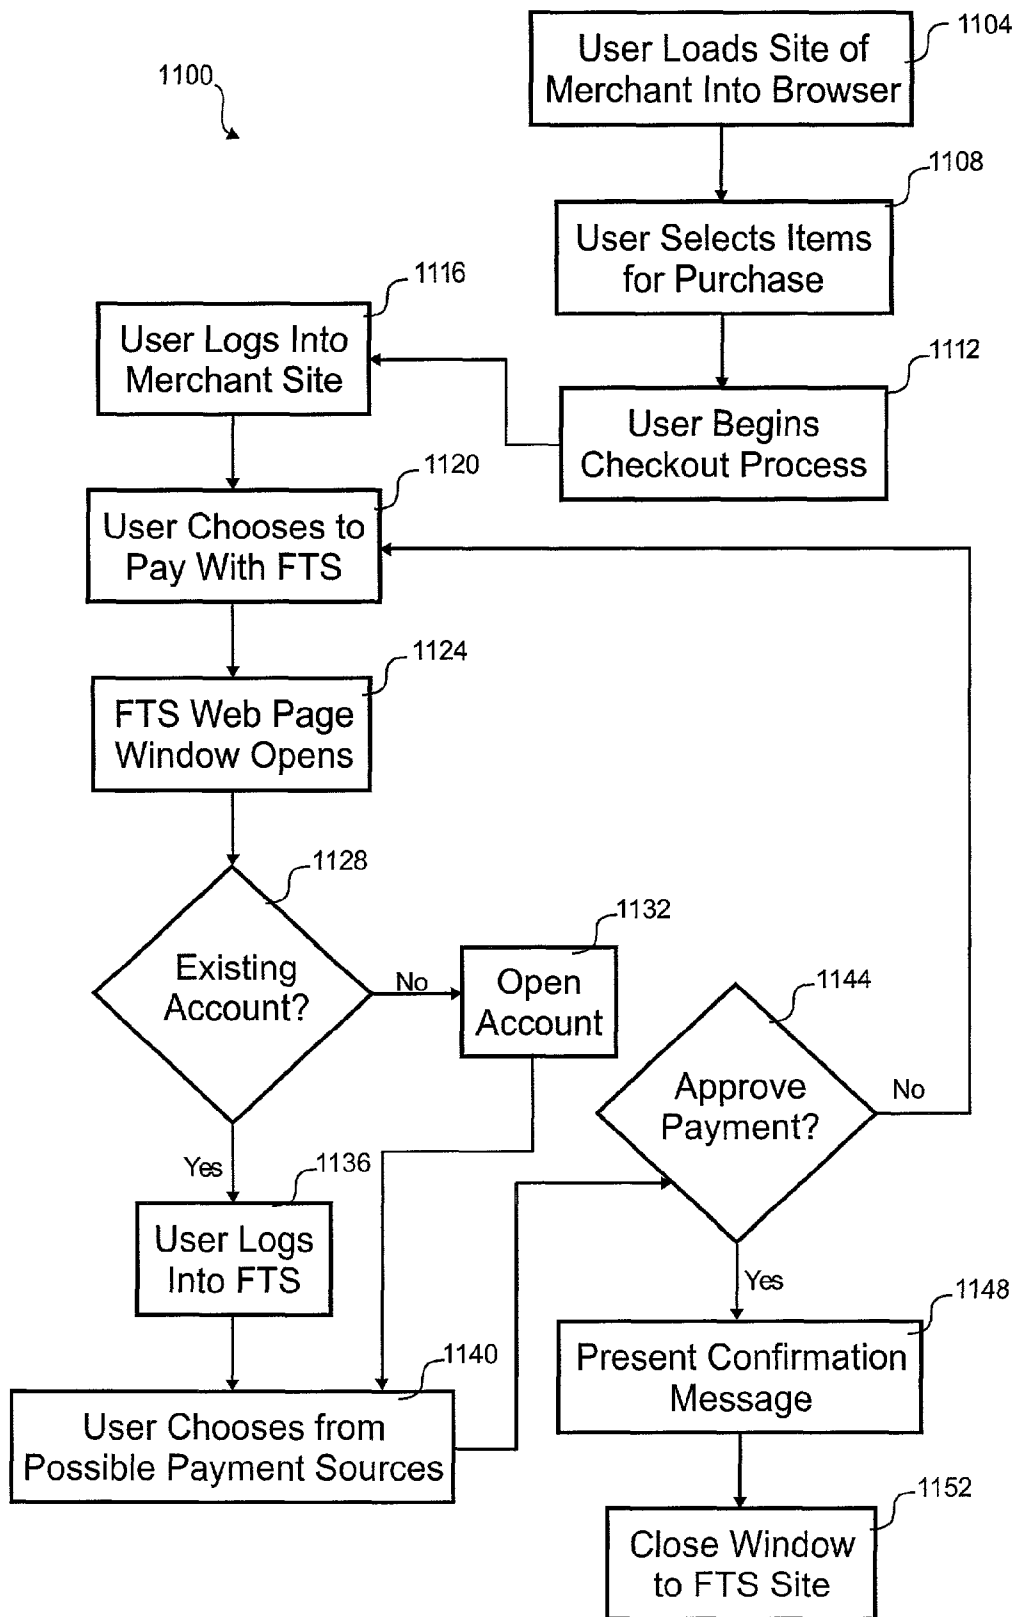 1104
User Loads Site of
Merchant Into Browser
1100
1108
User Selects Items
for Purchase
1116
User Logs Into
Merchant Site
1112
User Begins
Checkout Process
1120
User Chooses to
Pay With FTS
1124
FTS Web Page
Window Opens
1128
Existing
Account?
No
1132
Open
Account
1144
Approve
Payment?
No
Yes
1136
User Logs
Into FTS
Yes
1148
Present Confirmation
Message
1140
User Chooses from
Possible Payment Sources
1152
Close Window
to FTS Site